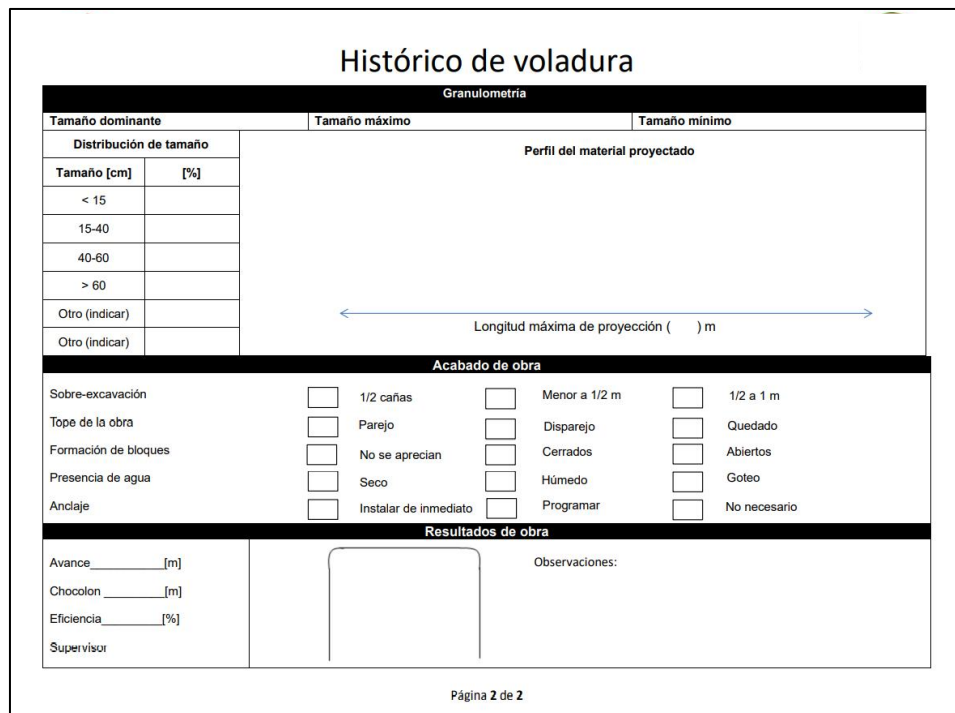 Histórico de voladura
Granulometría
Tamaño dominante Tamaño máximo Tamaño mínimo
Distribución de tamaño
Perfil del material proyectado
Tamaño [cm] [%]
< 15
15-40
40-60
> 60
Otro (indicar)
Longitud máxima de proyección ( ) m
Otro (indicar)
Acabado de obra
Sobre-excavación 1/2 cañas Menor a 1/2 m 1/2 a 1 m
Tope de la obra Parejo Disparejo Quedado
Formación de bloques No se aprecian Cerrados Abiertos
Presencia de agua Seco Húmedo Goteo
Anclaje Instalar de inmediato Programar No necesario
Resultados de obra
Avance___________[m] Observaciones:
Chocolon _________[m]
Eficiencia_________[%]
Supervisor
Página 2 de 2